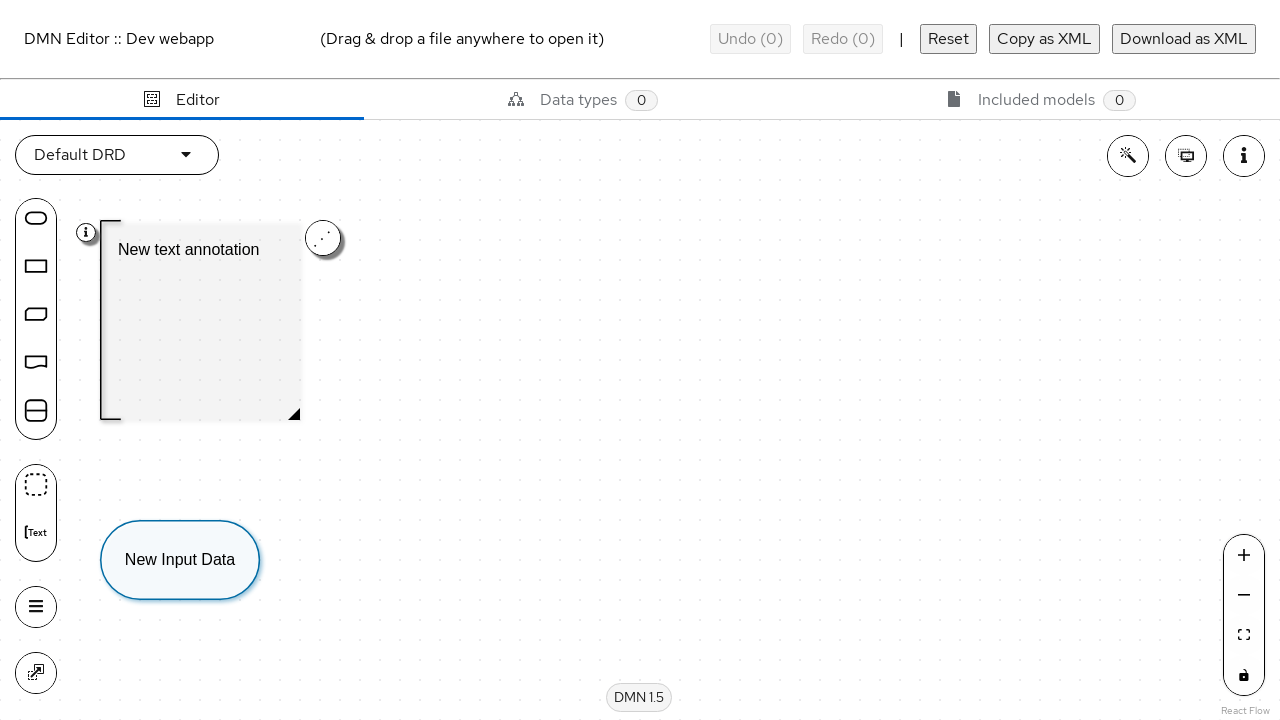 DMN Editor :: Dev webapp
(Drag & drop a file anywhere to open it)
Undo (0)
Redo (0)
|
Reset
Copy as XML
Download as XML
Editor
Data types 0
Included models 0
Default DRD
New text annotation
Text
New Input Data
DMN 1.5
React Flow